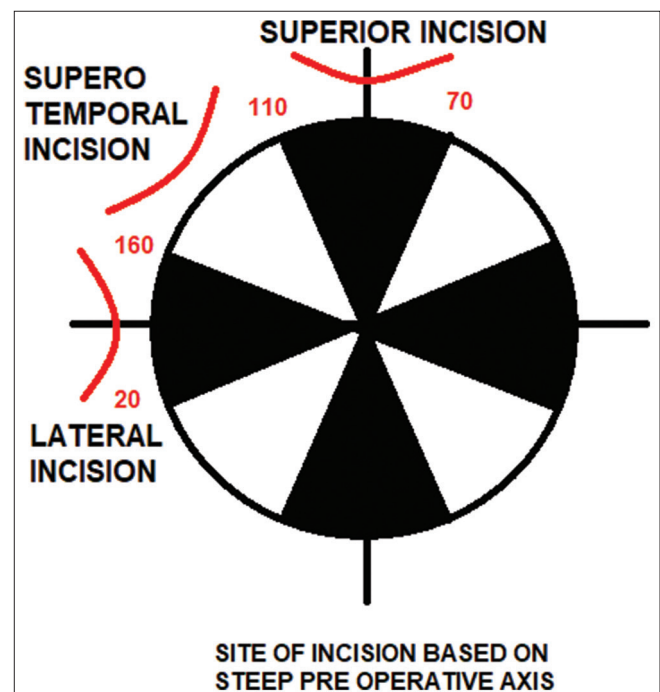 SUPERIOR INCISION
SUPERO
TEMPORAL
INCISION
110
70
160
20
LATERAL
INCISION
SITE OF INCISION BASED ON
STEEP PRE OPERATIVE AXIS